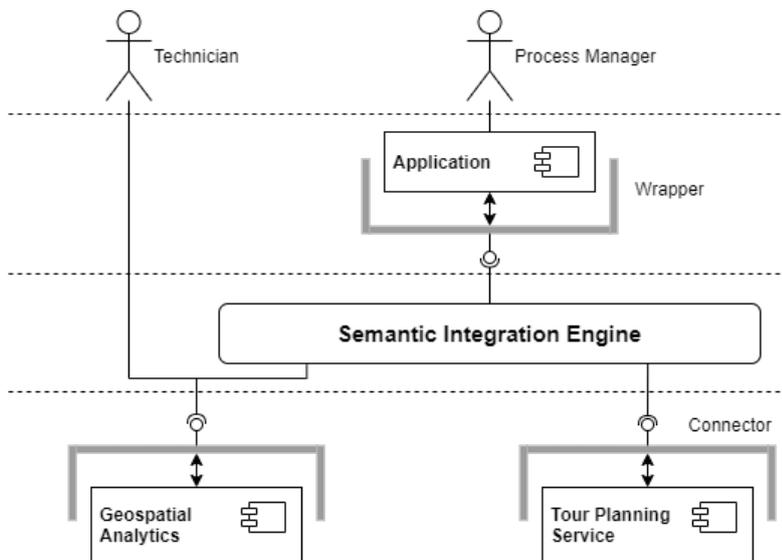 Technician
Process Manager
Application
Wrapper
Semantic Integration Engine
Connector
Geospatial
Analytics
Tour Planning
Service